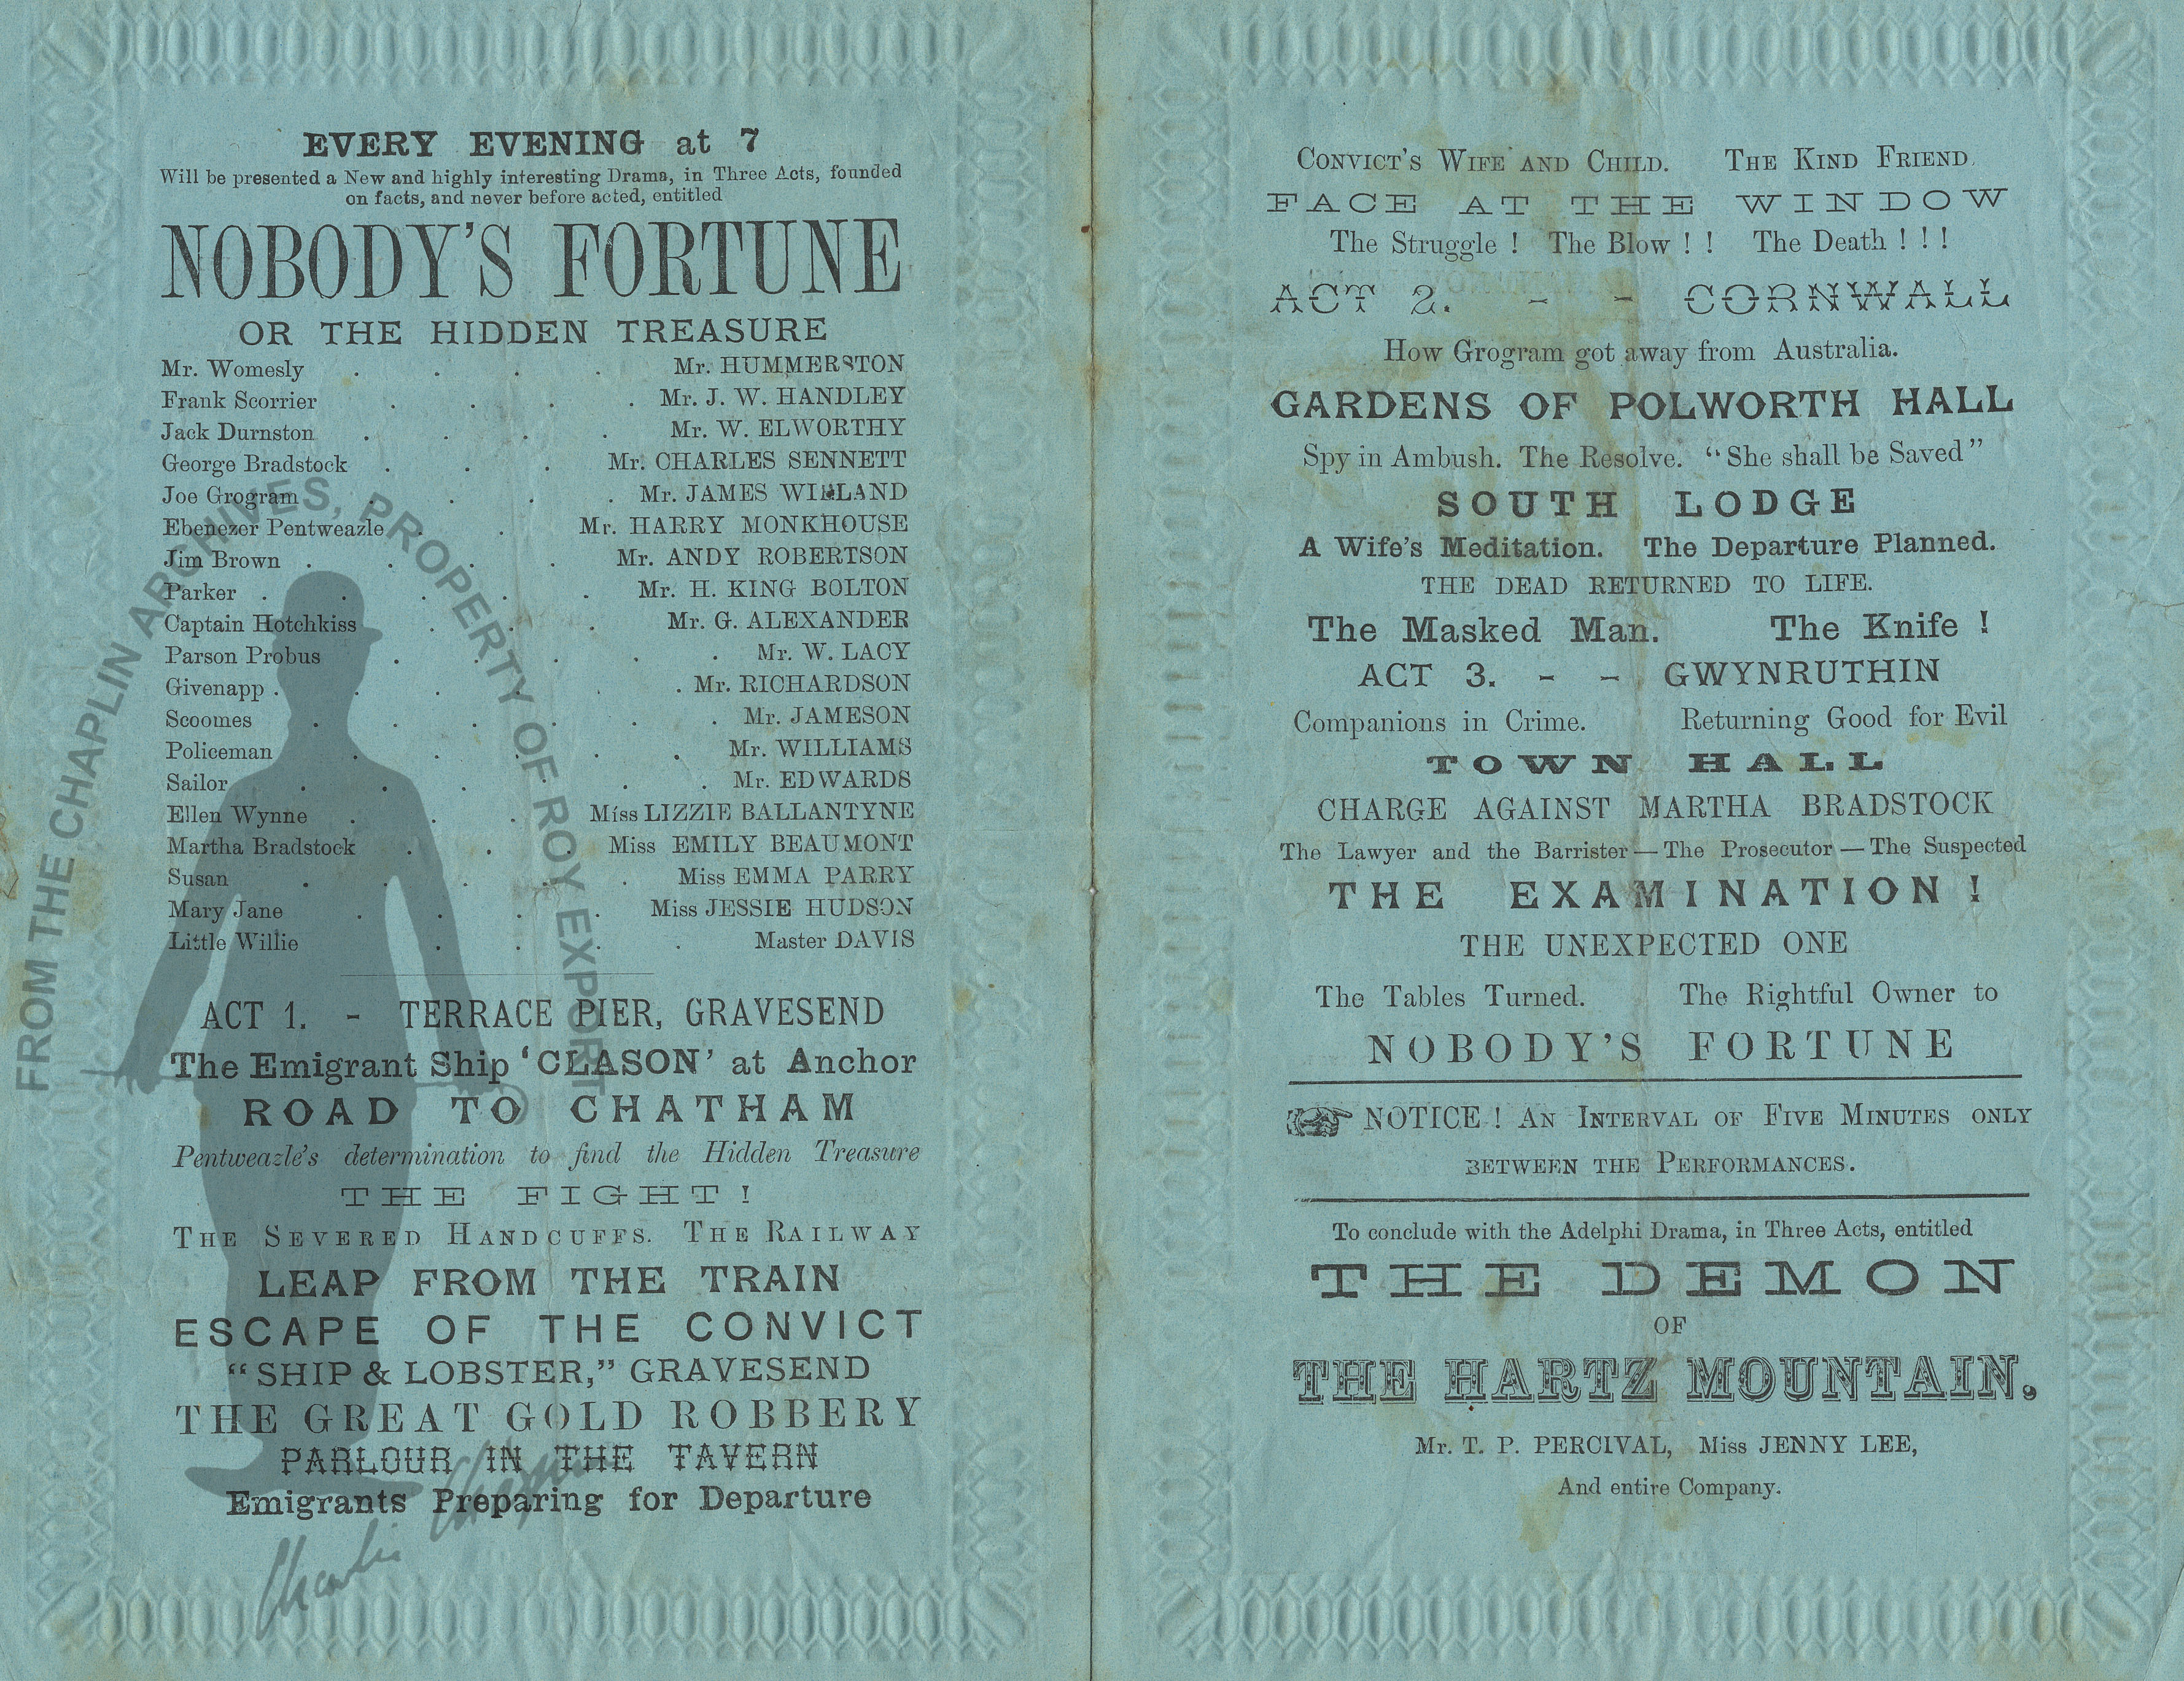 EVERY EVENING at 7
Will be presented a New and highly interesting Drama, in Three Acts, founded
on facts, and never before acted, entitled
NOBODY'S FORTUNE
OR THE HIDDEN TREASURE
Mr. Womesly . . . . Mr. HUMMERSTON
Frank Scorrier . . . . Mr. J. W. HANDLEY
Jack Durnston . . . . Mr. W. ELWORTHY
George Bradstock . . . Mr. CHARLES SENNETT
Joe Grogram . . . . Mr. JAMES
Ebenezer Pentweazle . . Mr. HARRY MONKHOUSE
Jim Brown . . . . Mr. ANDY ROBERTSON
Parker . . . . . Mr. H. KING BOLTON
Captain Hotchkiss . . . Mr. G. ALEXANDER
Parson Probus . . . . . Mr. W. LACY
Givenapp . . . . . . Mr. RICHARDSON
Scoomes . . . . . . Mr. JAMESON
Policeman . . . . . Mr. WILLIAMS
Sailor . . . . . . Mr. EDWARDS
Ellen Wynne . . . Miss LIZZIE BALLANTYNE
Martha Bradstock . . . Miss EMILY BEAUMONT
Susan . . . . . Miss EMMA PARRY
Mary Jane . . . . Miss JESSIE HUDSON
Little Willie . . . . Master DAVIS
ACT 1. - TERRACE PIER, GRAVESEND
The Emigrant Ship 'CLASON' at Anchor
ROAD TO CHATHAM
Pentweazle's determination to find the Hidden Treasure
THE FIGHT!
THE SEVERED HANDCUFFS. THE RAILWAY
LEAP FROM THE TRAIN
ESCAPE OF THE CONVICT
"SHIP & LOBSTER," GRAVESEND
THE GREAT GOLD ROBBERY
PARLOUR IN THE TAVERN
Emigrants Preparing for Departure
Charlie Chaplin
FROM THE CHAPLIN ARCHIVES, PROPERTY OF ROY EXPORT
CONVICT'S WIFE AND CHILD. THE KIND FRIEND.
FACE AT THE WINDOW
The Struggle ! The Blow ! ! The Death ! ! !
ACT 2. - - CORNWALL
How Grogram got away from Australia.
GARDENS OF POLWORTH HALL
Spy in Ambush. The Resolve. "She shall be Saved"
SOUTH LODGE
A Wife's Meditation. The Departure Planned.
THE DEAD RETURNED TO LIFE.
The Masked Man. The Knife !
ACT 3. - - GWYNRUTHIN
Companions in Crime. Returning Good for Evil
TOWN HALL
CHARGE AGAINST MARTHA BRADSTOCK
The Lawyer and the Barrister — The Prosecutor — The Suspected
THE EXAMINATION !
THE UNEXPECTED ONE
The Tables Turned. The Rightful Owner to
NOBODY'S FORTUNE
NOTICE ! AN INTERVAL OF FIVE MINUTES ONLY
BETWEEN THE PERFORMANCES.
To conclude with the Adelphi Drama, in Three Acts, entitled
THE DEMON
OF
THE HARTZ MOUNTAIN.
Mr. T. P. PERCIVAL, Miss JENNY LEE,
And entire Company.